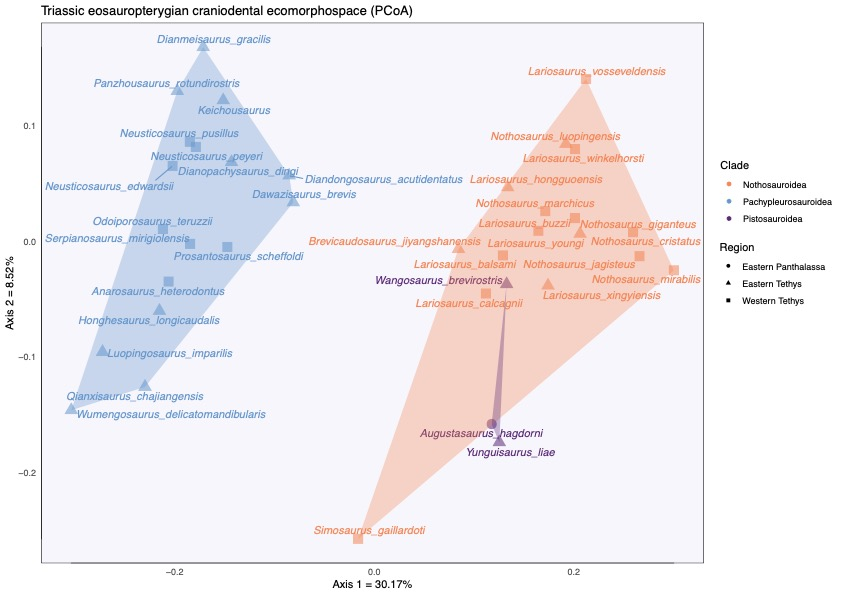 Triassic eosauropterygian craniodental ecomorphospace (PCoA)
Dianmeisaurus_gracilis
Lariosaurus_vosseveldensis
Panzhousaurus_rotundirostris
Keichousaurus
Neusticosaurus_pusillus
Nothosaurus_luopingensis
Neusticosaurus_peyeri
Lariosaurus_winkelhorsti
Dianopachysaurus_dingi
Neusticosaurus_edwardsii
Diandongosaurus_acutidentatus
Lariosaurus_hongguoensis
Dawazisaurus_brevis
Nothosaurus_marchicus
Odoiporosaurus_teruzzii
Lariosaurus_buzzii
Nothosaurus_giganteus
Serpianosaurus_mirigiolensis
Brevicaudosaurus_jiyangshanensis
Lariosaurus_youngi
Nothosaurus_cristatus
Prosantosaurus_scheffoldi
Lariosaurus_balsami
Nothosaurus_jagisteus
Wangosaurus_brevirostris
Nothosaurus_mirabilis
Anarosaurus_heterodontus
Lariosaurus_calcagnii
Lariosaurus_xingyiensis
Honghesaurus_longicaudalis
Luopingosaurus_imparilis
Qianxisaurus_chajiangensis
Wumengosaurus_delicatomandibularis
Augustasaurus_hagdorni
Yunguisaurus_liae
Simosaurus_gaillardoti
0.1
0.0
−0.1
−0.2
Axis 2 = 8.52%
−0.2
0.0
0.2
Axis 1 = 30.17%
Clade
Nothosauroidea
Pachypleurosauroidea
Pistosauroidea
Region
Eastern Panthalassa
Eastern Tethys
Western Tethys